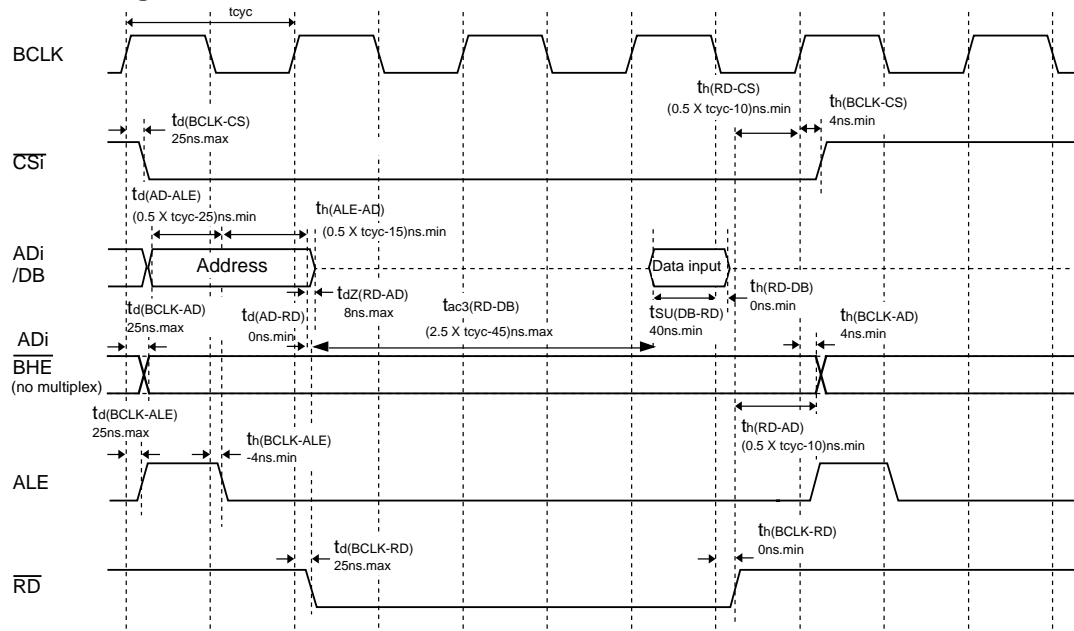 tcyc
BCLK
th(RD-CS)
(0.5 X tcyc-10)ns.min
th(BCLK-CS)
4ns.min
td(BCLK-CS)
25ns.max
CSi
td(AD-ALE)
(0.5 X tcyc-25)ns.min
th(ALE-AD)
(0.5 X tcyc-15)ns.min
ADi
/DB
Address
Data input
tdZ(RD-AD)
8ns.max
th(RD-DB)
0ns.min
td(BCLK-AD)
25ns.max
td(AD-RD)
0ns.min
tac3(RD-DB)
(2.5 X tcyc-45)ns.max
tSU(DB-RD)
40ns.min
th(BCLK-AD)
4ns.min
ADi
BHE
(no multiplex)
td(BCLK-ALE)
25ns.max
th(BCLK-ALE)
-4ns.min
th(RD-AD)
(0.5 X tcyc-10)ns.min
ALE
td(BCLK-RD)
25ns.max
th(BCLK-RD)
0ns.min
RD